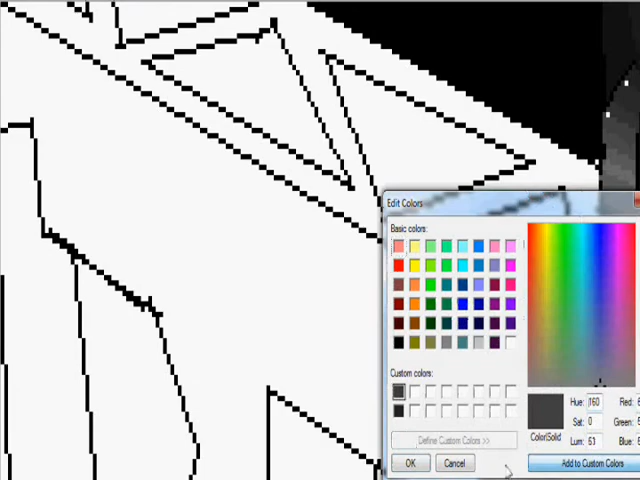 Edit Colors
Basic colors:
Custom colors:
Define Custom Colors >>
OK Cancel
Color|Solid
Hue: 160 Red:
Sat: 0 Green:
Lum: 63 Blue:
Add to Custom Colors